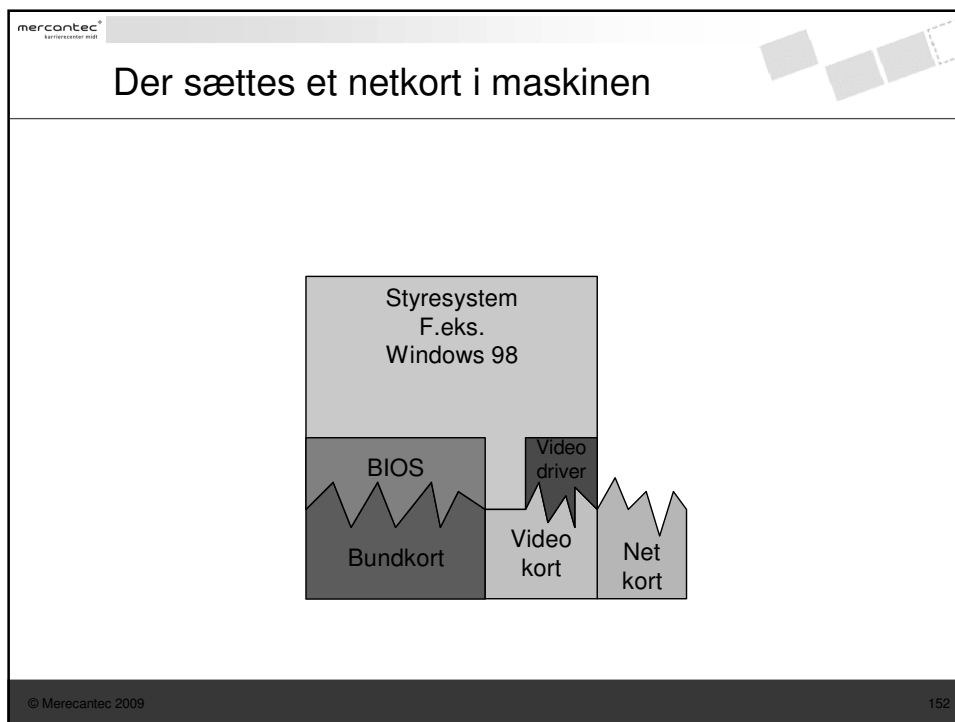 mercantec+
karrierecenter midt
Der sættes et netkort i maskinen
Styresystem
F.eks.
Windows 98
BIOS
Video
driver
Bundkort
Video
kort
Net
kort
© Merecantec 2009
152